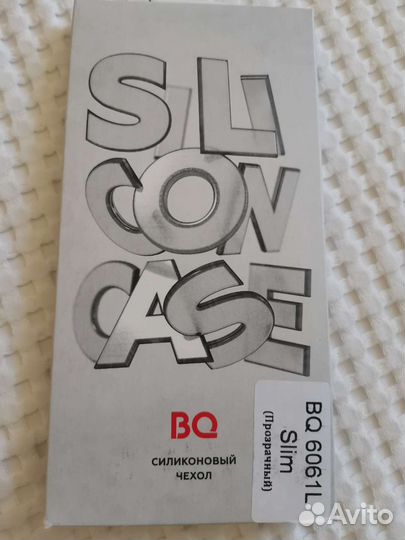 SILI
CON
CASE
BQ
СИЛИКОНОВЫЙ
ЧЕХОЛ
BQ 6061L
Slim
(Прозрачный)
Avito